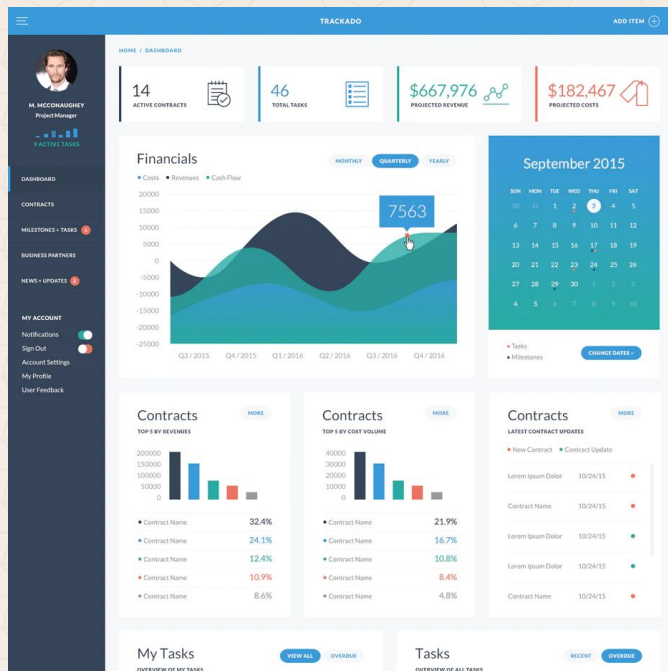 TRACKADO
ADD ITEM
M. MCCONAUGHEY
Project Manager
9 ACTIVE TASKS
DASHBOARD
CONTRACTS
MILESTONES + TASKS
BUSINESS PARTNERS
NEWS + UPDATES
MY ACCOUNT
Notifications
Sign Out
Account Settings
My Profile
User Feedback
HOME / DASHBOARD
14
ACTIVE CONTRACTS
46
TOTAL TASKS
$667,976
PROJECTED REVENUE
$182,467
PROJECTED COSTS
Financials
MONTHLY QUARTERLY YEARLY
Costs Revenues Cash Flow
20000
15000
10000
5000
0
-5000
-10000
-15000
-20000
-25000
7563
Q3 / 2015 Q4 / 2015 Q1 / 2016 Q2 / 2016 Q3 / 2016 Q4 / 2016
September 2015
SUN MON TUE WED THU FRI SAT
30 31 1 2 3 4 5
6 7 8 9 10 11 12
13 14 15 16 17 18 19
20 21 22 23 24 25 26
27 28 29 30 1 2 3
4 5 6 7 8 9 10
Tasks
Milestones
CHANGE DATES
Contracts MORE
TOP 5 BY REVENUES
200000
150000
100000
50000
0
Contract Name 32.4%
Contract Name 24.1%
Contract Name 12.4%
Contract Name 10.9%
Contract Name 8.6%
Contracts MORE
TOP 5 BY COST VOLUME
40000
30000
20000
10000
0
Contract Name 21.9%
Contract Name 16.7%
Contract Name 10.8%
Contract Name 8.4%
Contract Name 4.8%
Contracts MORE
LATEST CONTRACT UPDATES
New Contract Contract Update
Lorem Ipsum Dolor 10/24/15
Contract Name 10/24/15
Lorem Ipsum Dolor 10/24/15
Lorem Ipsum Dolor 10/24/15
Contract Name 10/24/15
My Tasks VIEW ALL OVERDUE
OVERVIEW OF MY TASKS
Tasks RECENT OVERDUE
OVERVIEW OF ALL TASKS